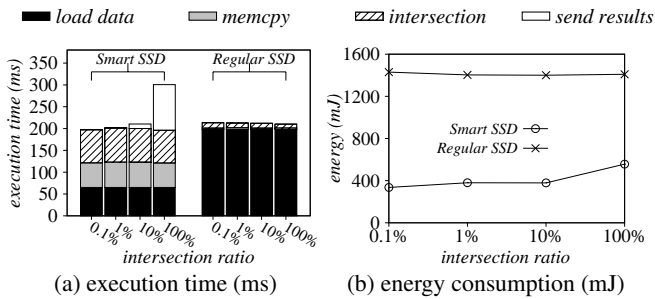 load data memcpy intersection send results
Smart SSD Regular SSD
execution time (ms)
350
300
250
200
150
100
50
0
0.1% 1% 10% 100% 0.1% 1% 10% 100%
intersection ratio
(a) execution time (ms)
energy (mJ)
1600
1200
800
400
0
Smart SSD
Regular SSD
0.1% 1% 10% 100%
intersection ratio
(b) energy consumption (mJ)